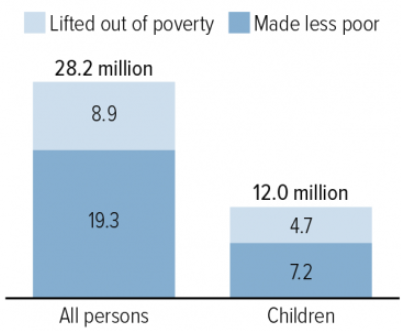 Lifted out of poverty Made less poor
28.2 million
8.9
19.3
12.0 million
4.7
7.2
All persons Children